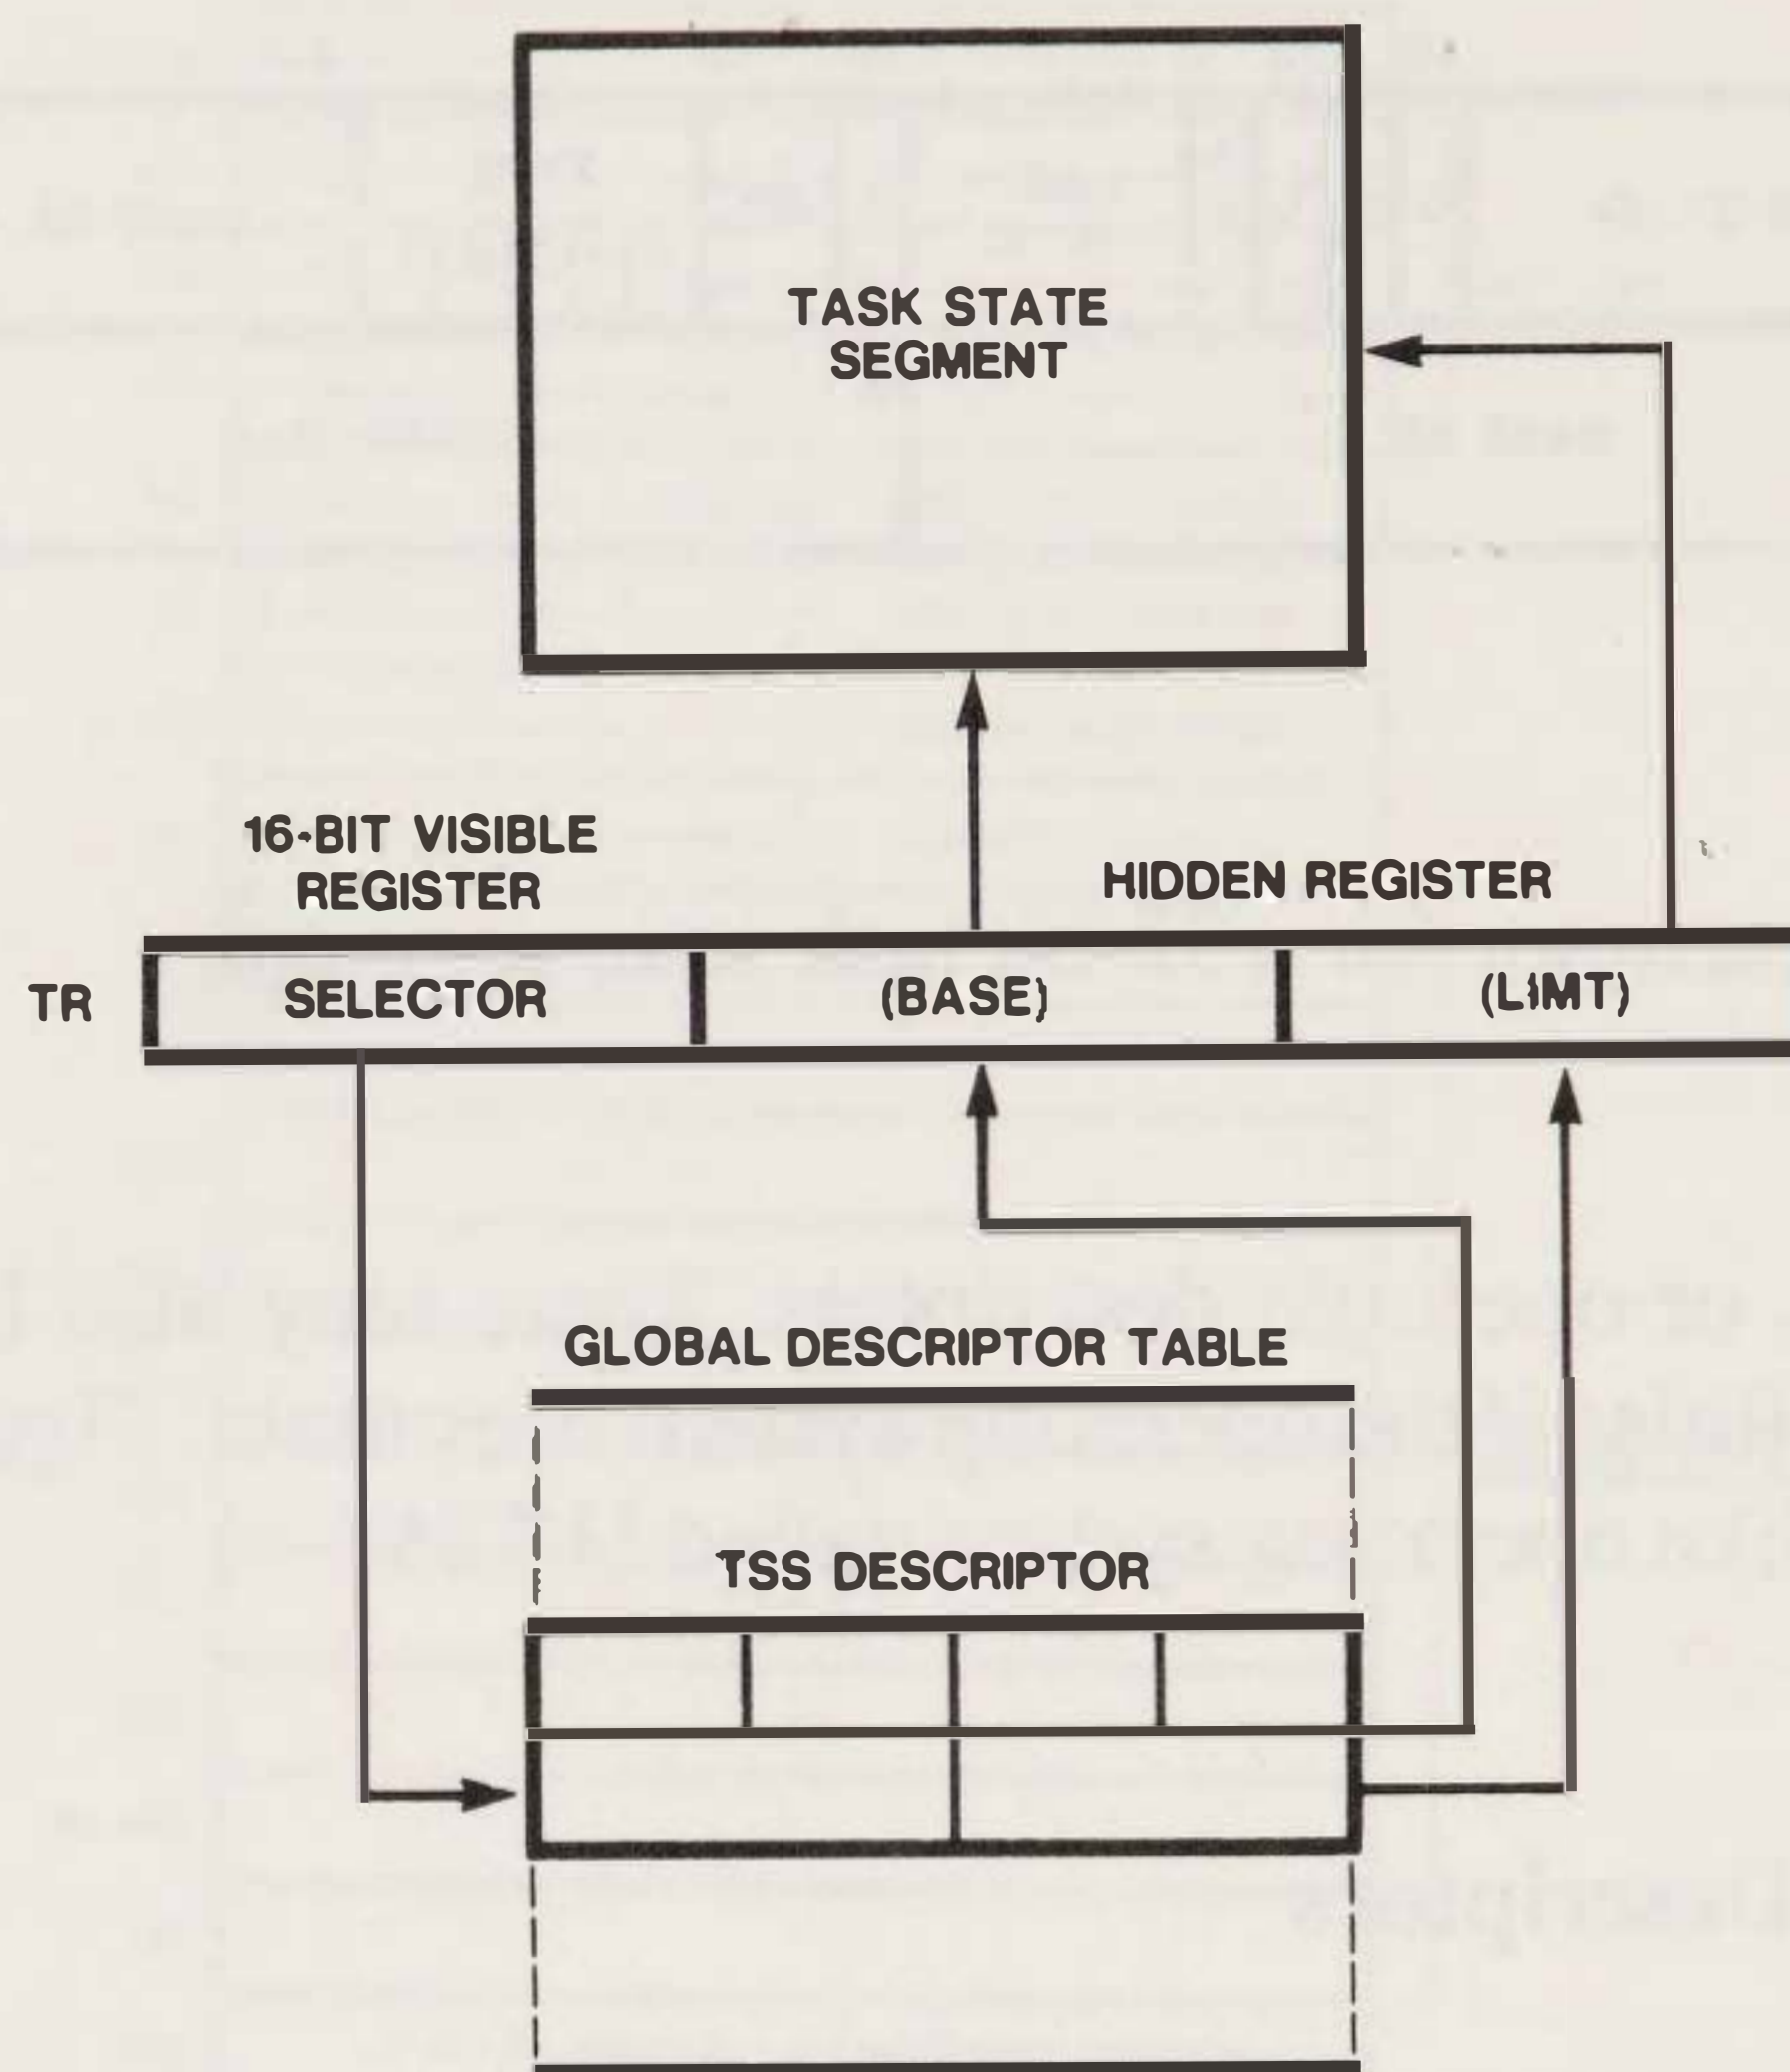 TASK STATE
SEGMENT
16-BIT VISIBLE
REGISTER
HIDDEN REGISTER
TR
SELECTOR
(BASE)
(LIMT)
GLOBAL DESCRIPTOR TABLE
TSS DESCRIPTOR